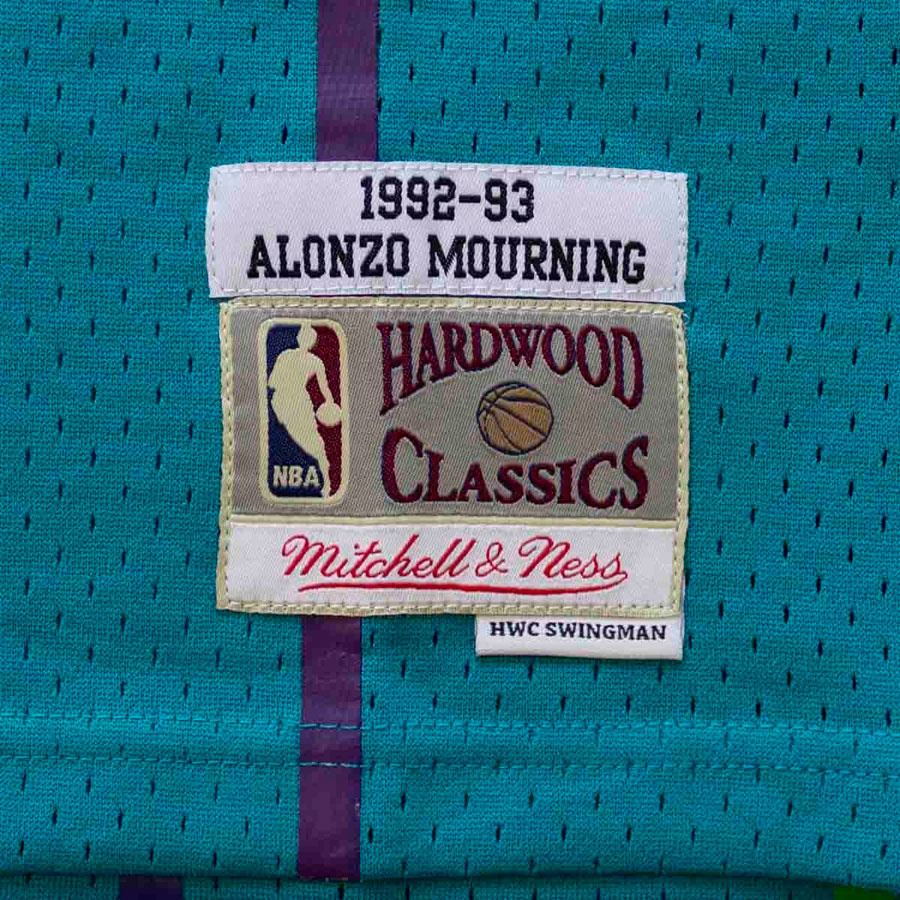 1992-93
ALONZO MOURNING
HARDWOOD
CLASSICS
NBA
Mitchell & Ness
HWC SWINGMAN